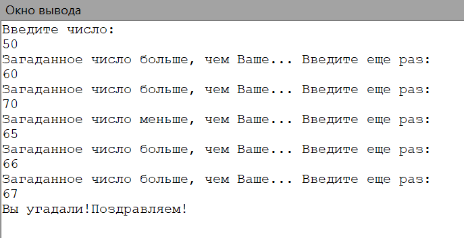 Окно вывода
Введите число:
50
Загаданное число больше, чем Ваше... Введите еще раз:
60
Загаданное число больше, чем Ваше... Введите еще раз:
70
Загаданное число меньше, чем Ваше... Введите еще раз:
65
Загаданное число больше, чем Ваше... Введите еще раз:
66
Загаданное число больше, чем Ваше... Введите еще раз:
67
Вы угадали!Поздравляем!